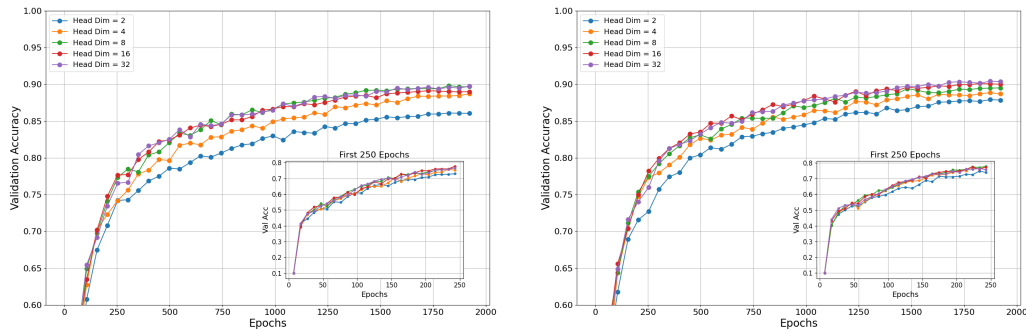 Validation Accuracy
1.00
0.95
0.90
0.85
0.80
0.75
0.70
0.65
0.60
Head Dim = 2
Head Dim = 4
Head Dim = 8
Head Dim = 16
Head Dim = 32
First 250 Epochs
Val Acc
0.8
0.7
0.6
0.5
0.4
0.3
0.2
0.1
0 50 100 150 200 250
Epochs
0 250 500 750 1000 1250 1500 1750 2000
Epochs
Validation Accuracy
1.00
0.95
0.90
0.85
0.80
0.75
0.70
0.65
0.60
Head Dim = 2
Head Dim = 4
Head Dim = 8
Head Dim = 16
Head Dim = 32
First 250 Epochs
Val Acc
0.8
0.7
0.6
0.5
0.4
0.3
0.2
0.1
0 50 100 150 200 250
Epochs
0 250 500 750 1000 1250 1500 1750 2000
Epochs